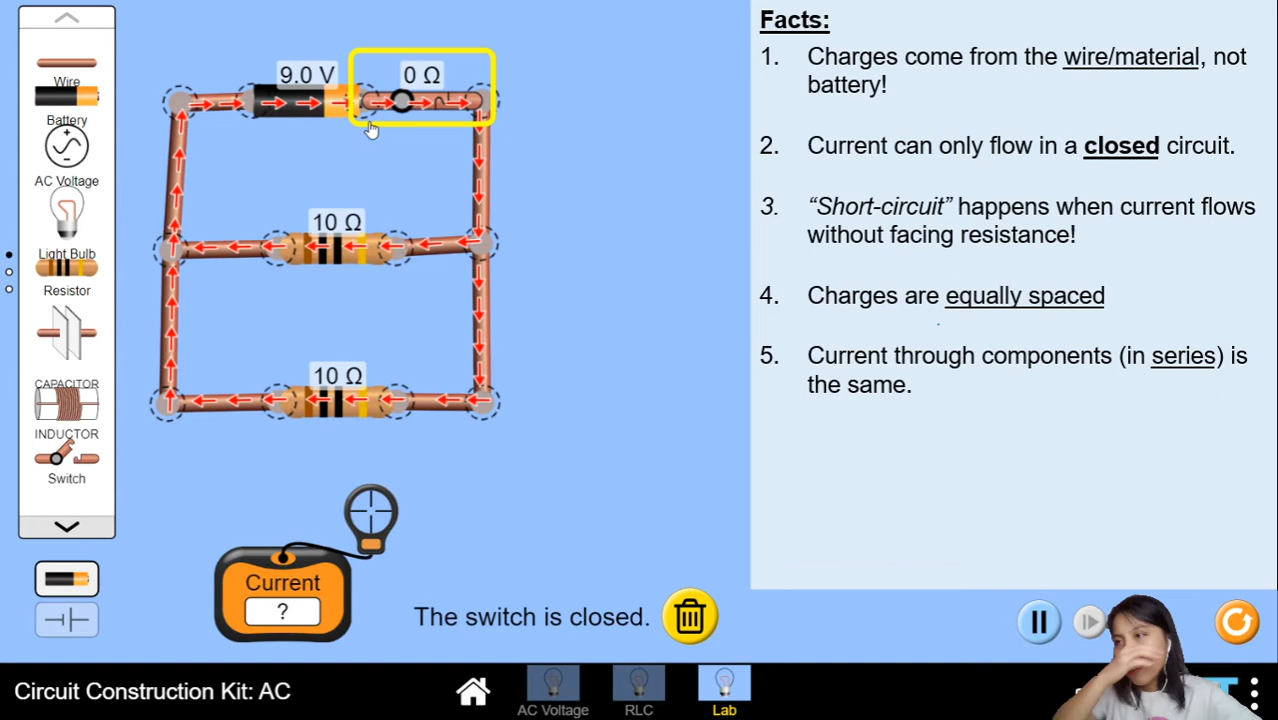 Wire
Battery
AC Voltage
Light Bulb
Resistor
CAPACITOR
INDUCTOR
Switch
9.0 V
0 Ω
10 Ω
10 Ω
Current
?
The switch is closed.
Facts:
1. Charges come from the wire/material, not
battery!
2. Current can only flow in a closed circuit.
3. “Short-circuit” happens when current flows
without facing resistance!
4. Charges are equally spaced
5. Current through components (in series) is
the same.
Circuit Construction Kit: AC
AC Voltage
RLC
Lab